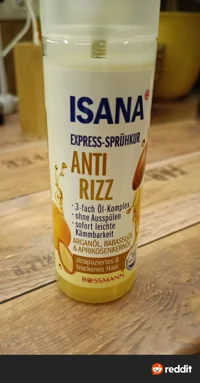 ISANA
EXPRESS-SPRÜHKUR
ANTI
RIZZ
· 3-fach Öl-Komplex
· ohne Ausspülen
· sofort leichte
Kämmbarkeit
ARGANÖL, BABASSUÖL
& APRIKOSENKERNÖL
strapaziertes &
trockenes Haar
ROSSMANN
reddit